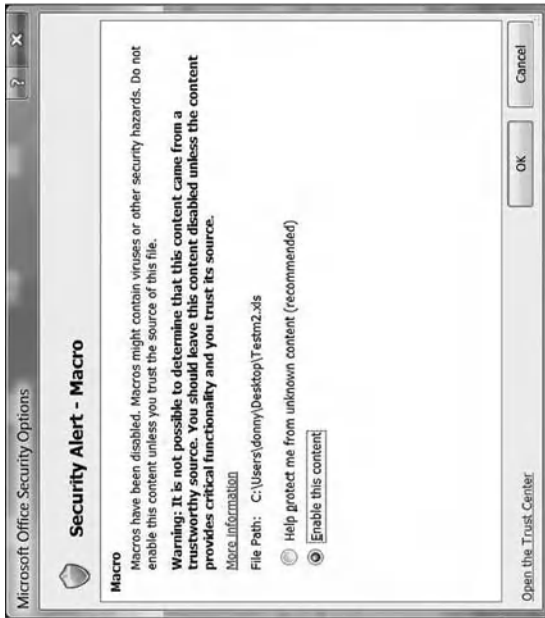 Microsoft Office Security Options
? X
Security Alert - Macro
Macro
Macros have been disabled. Macros might contain viruses or other security hazards. Do not
enable this content unless you trust the source of this file.
Warning: It is not possible to determine that this content came from a
trustworthy source. You should leave this content disabled unless the content
provides critical functionality and you trust its source.
More information
File Path: C:\Users\donny\Desktop\Testm2.xls
Help protect me from unknown content (recommended)
Enable this content
Open the Trust Center
OK
Cancel